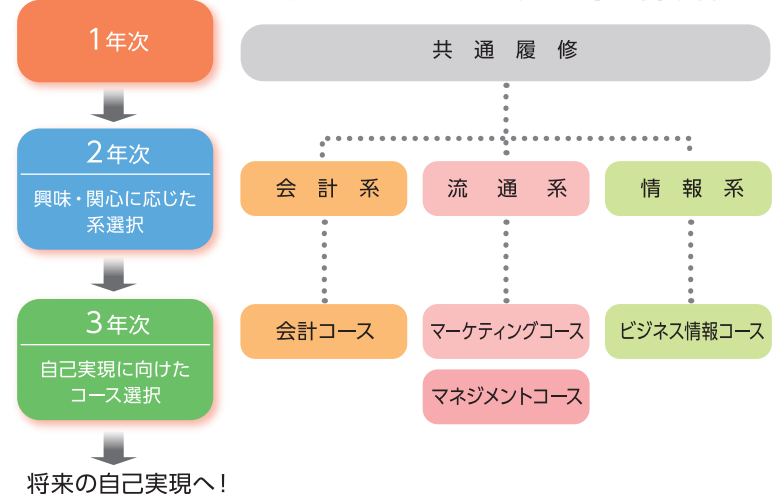 1年次
共通履修
2年次
興味・関心に応じた
系選択
会計系
流通系
情報系
3年次
自己実現に向けた
コース選択
会計コース
マーケティングコース
ビジネス情報コース
マネジメントコース
将来の自己実現へ！